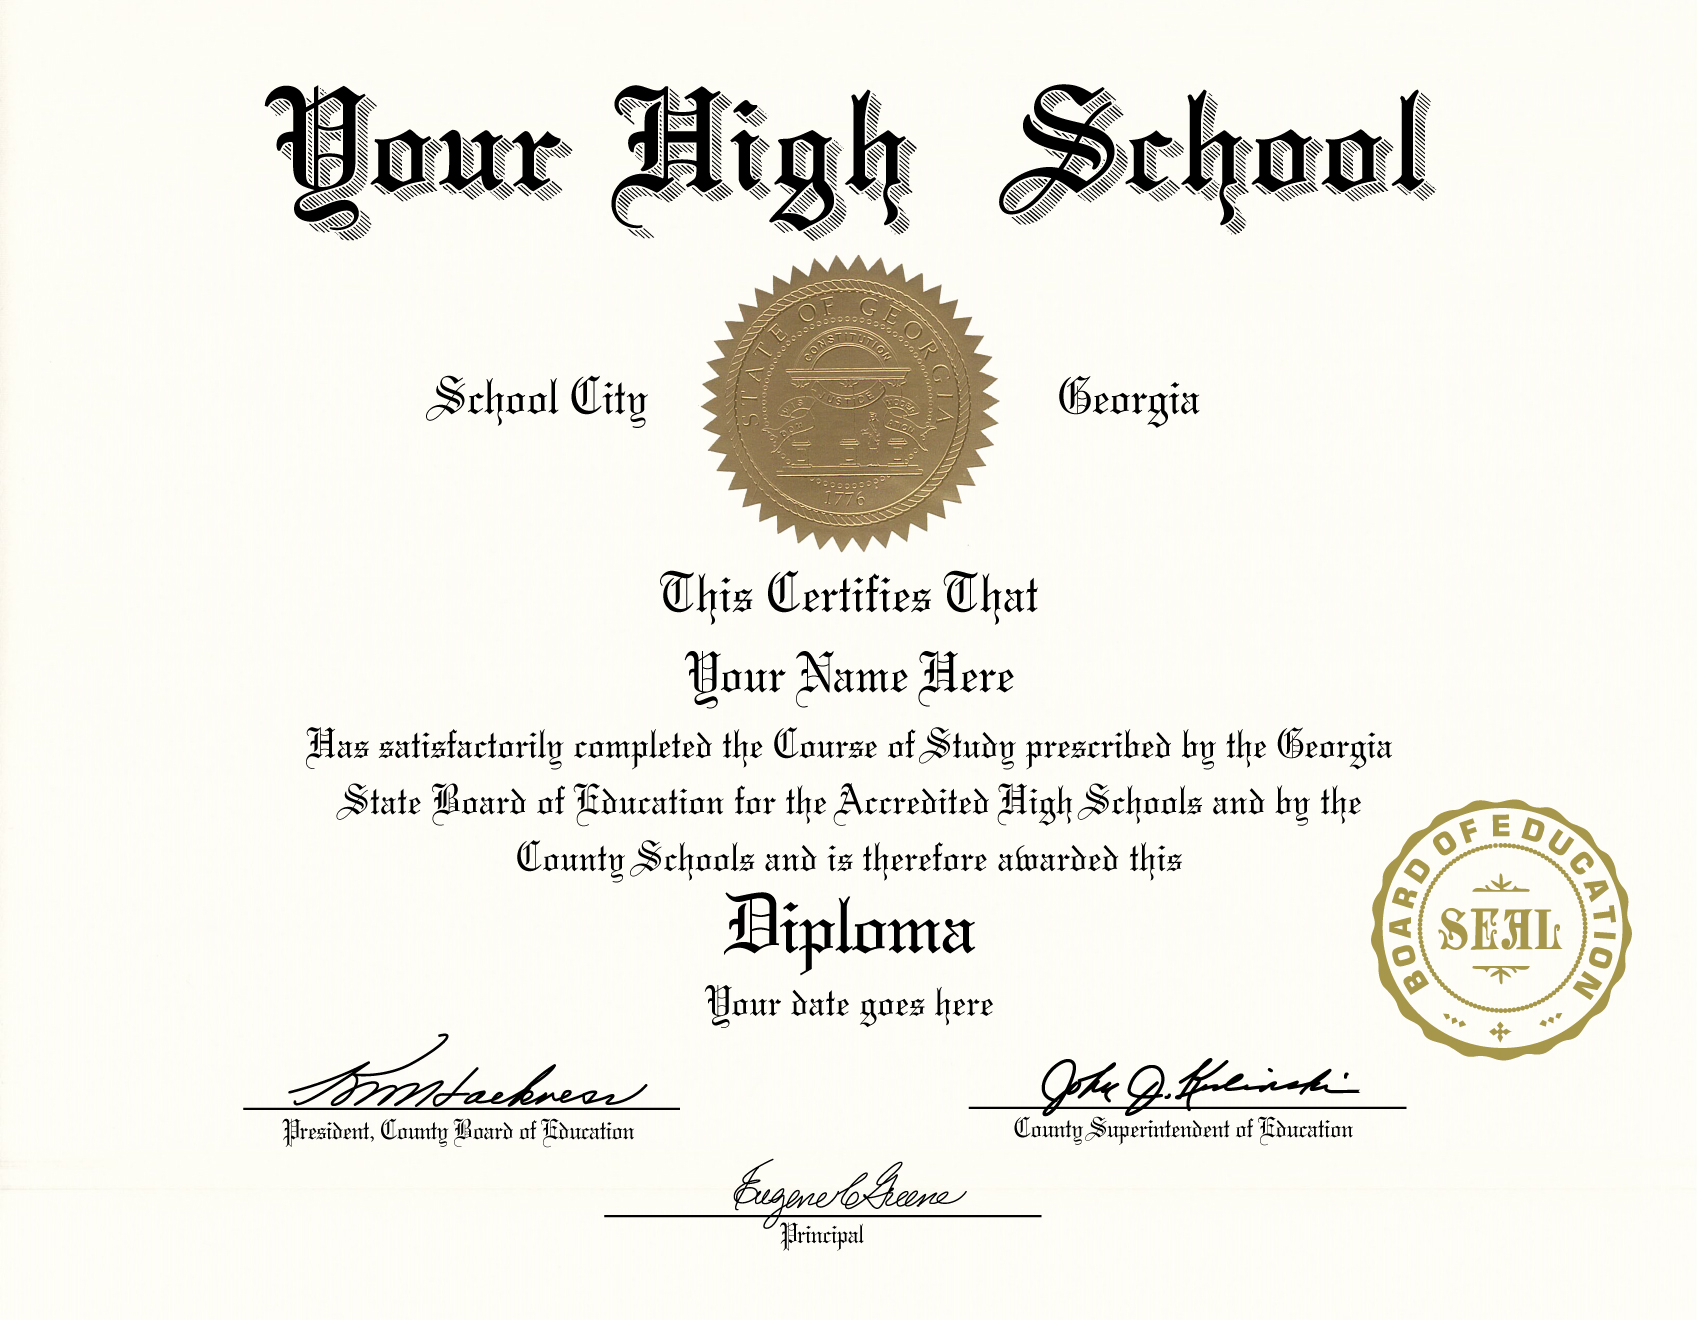 Your High School
STATE OF GEORGIA
CONSTITUTION
JUSTICE
1776
School City
Georgia
This Certifies That
Your Name Here
Has satisfactorily completed the Course of Study prescribed by the Georgia
State Board of Education for the Accredited High Schools and by the
County Schools and is therefore awarded this
Diploma
Your date goes here
BOARD OF EDUCATION
SEAL
President, County Board of Education
John J. Kulinski
County Superintendent of Education
Eugene C Greene
Principal